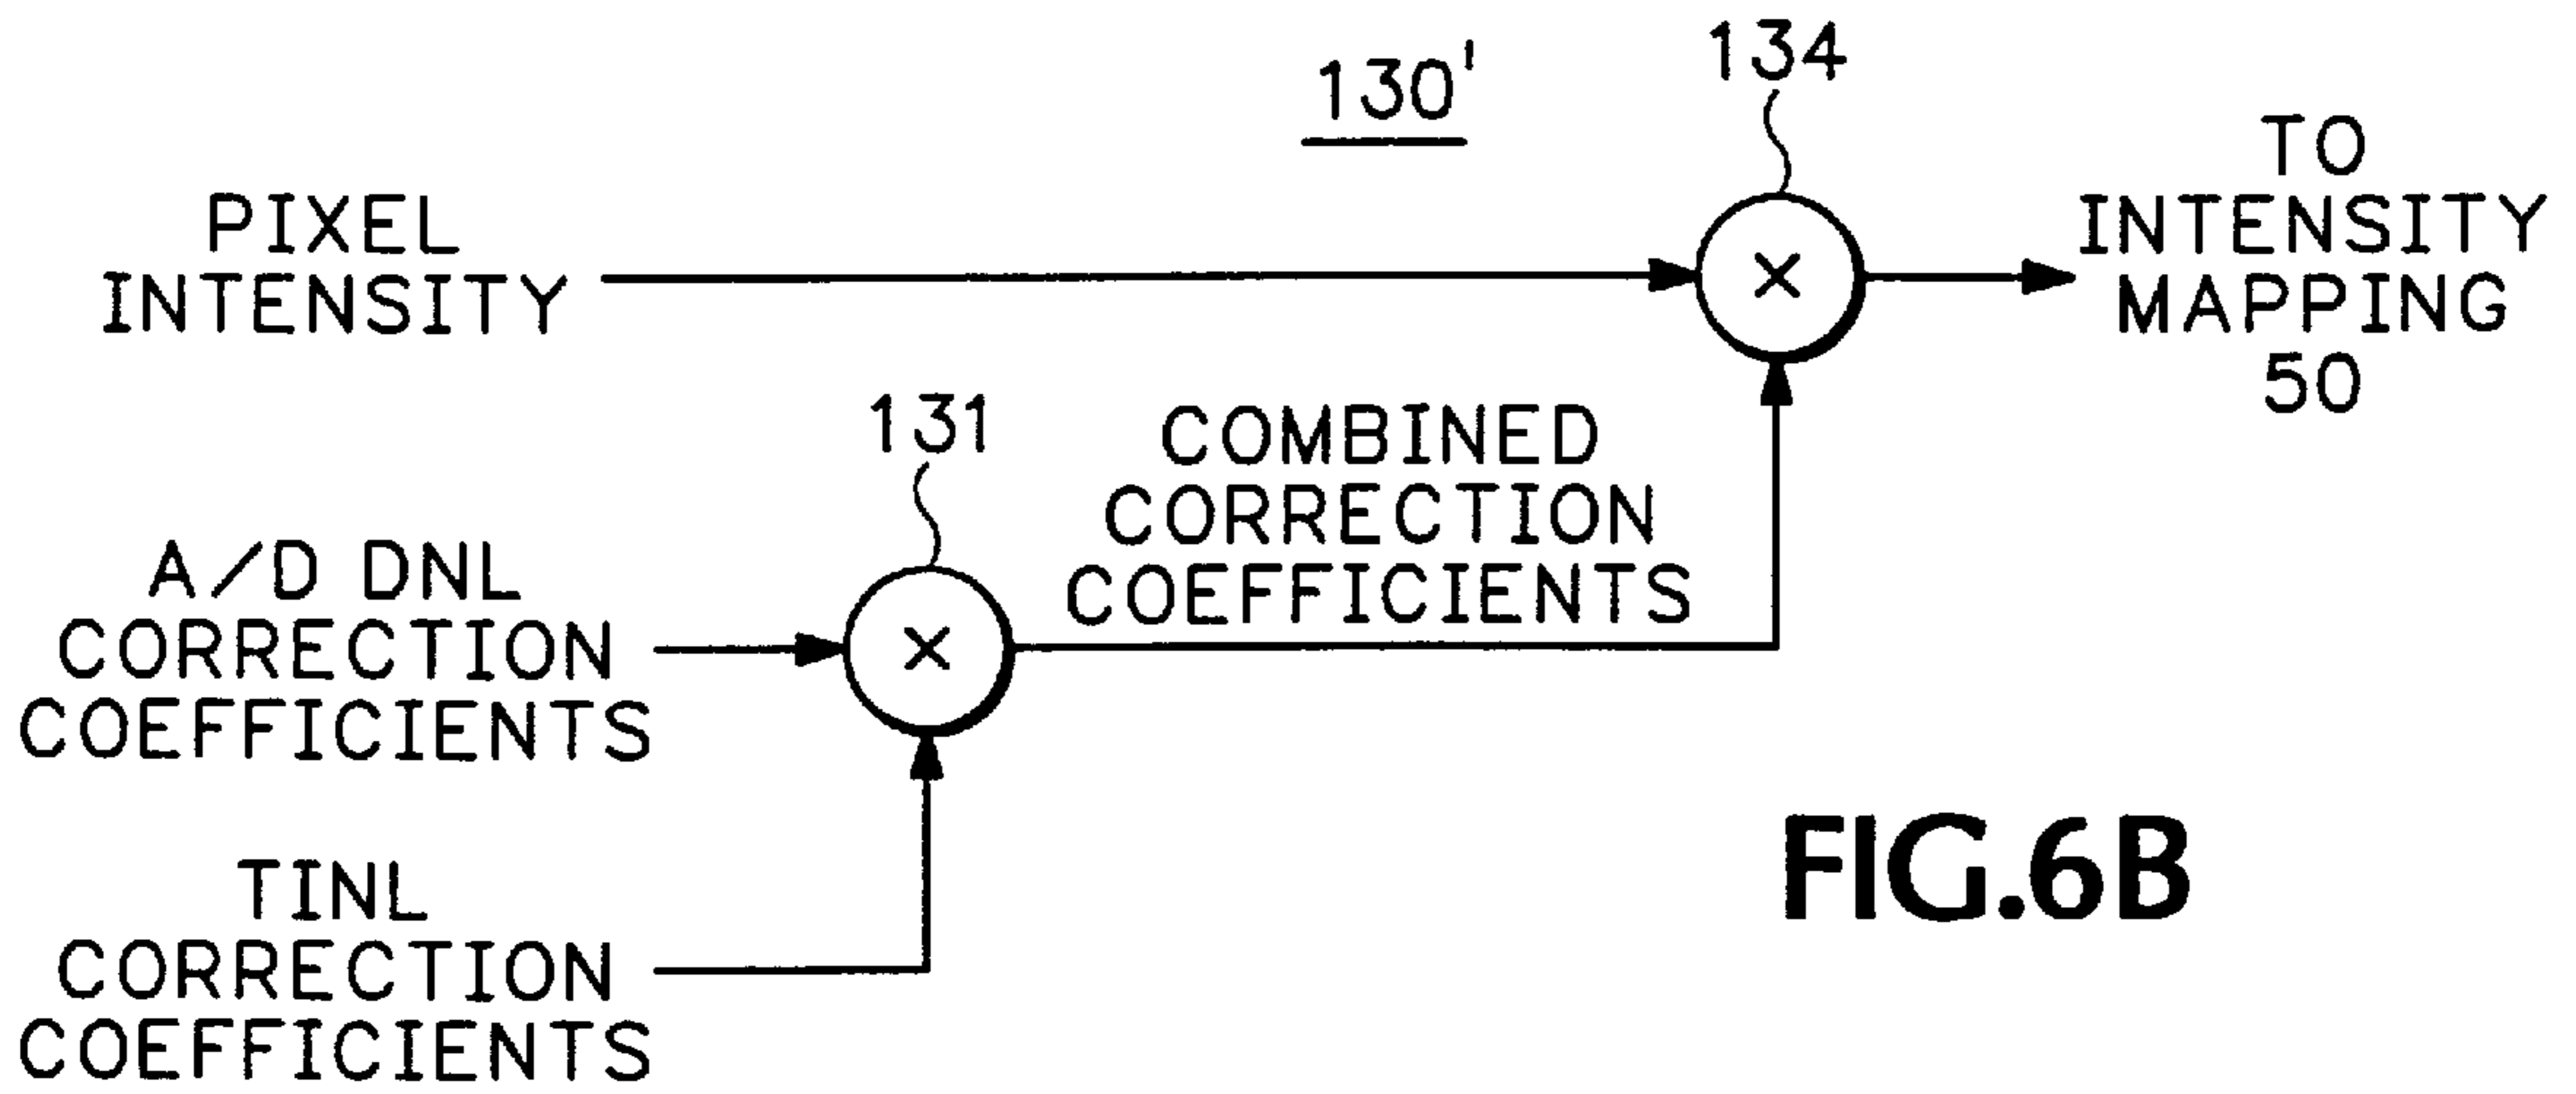 130'
134
PIXEL
INTENSITY
TO
INTENSITY
MAPPING
50
131
COMBINED
CORRECTION
COEFFICIENTS
A/D DNL
CORRECTION
COEFFICIENTS
TINL
CORRECTION
COEFFICIENTS
FIG.6B